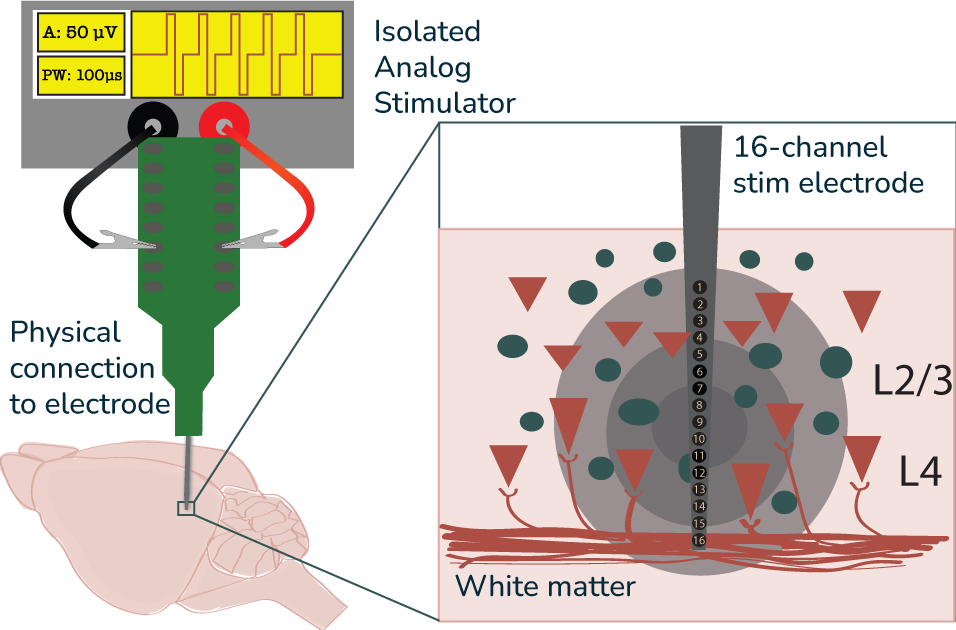 A: 50 µV
PW: 100µs
Isolated
Analog
Stimulator
16-channel
stim electrode
1
2
3
4
5
6
7
8
9
10
11
12
13
14
15
16
L2/3
L4
White matter
Physical
connection
to electrode